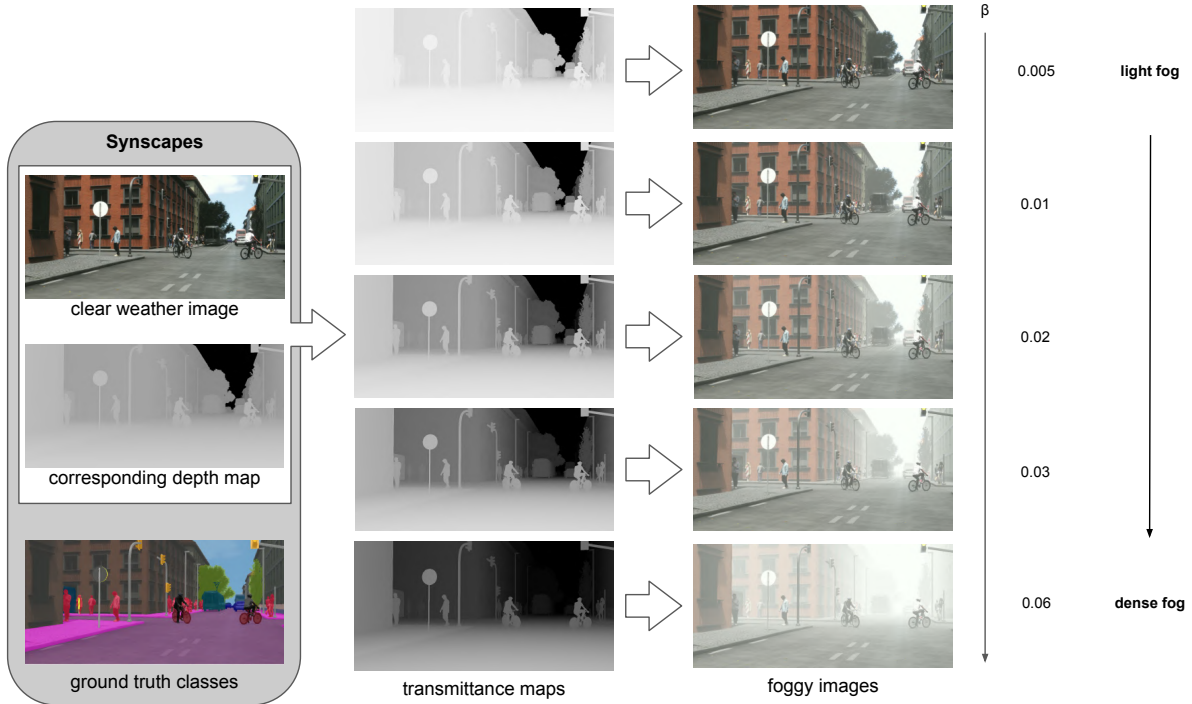 Synscapes
clear weather image
corresponding depth map
ground truth classes
transmittance maps
foggy images
β
0.005
light fog
0.01
0.02
0.03
0.06
dense fog